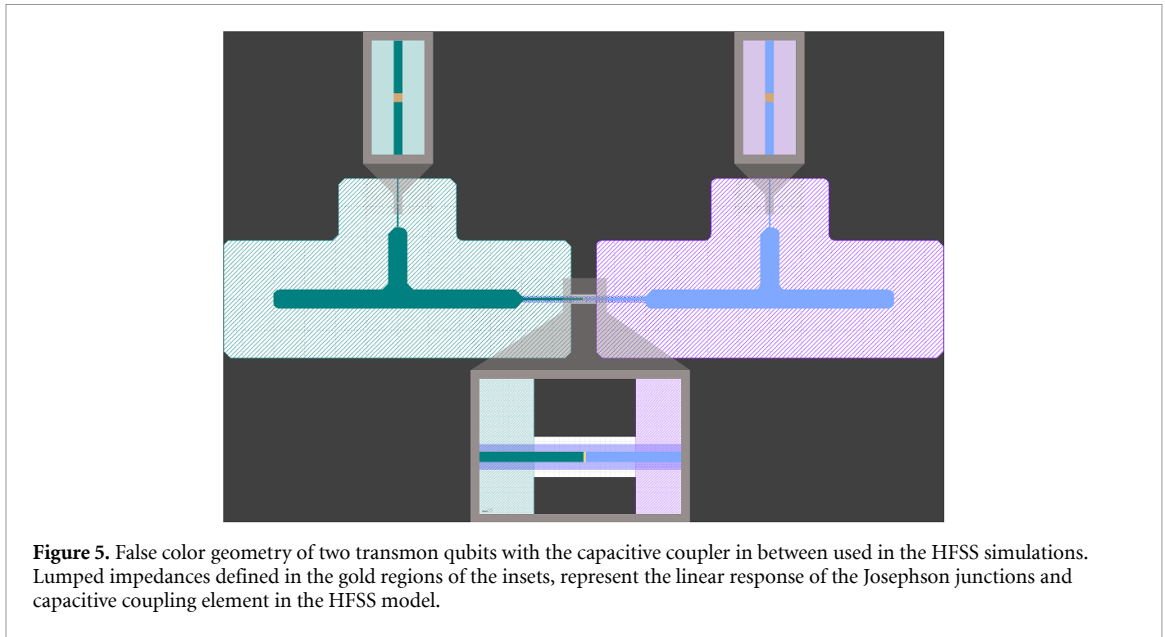 Figure 5. False color geometry of two transmon qubits with the capacitive coupler in between used in the HFSS simulations.
Lumped impedances defined in the gold regions of the insets, represent the linear response of the Josephson junctions and
capacitive coupling element in the HFSS model.